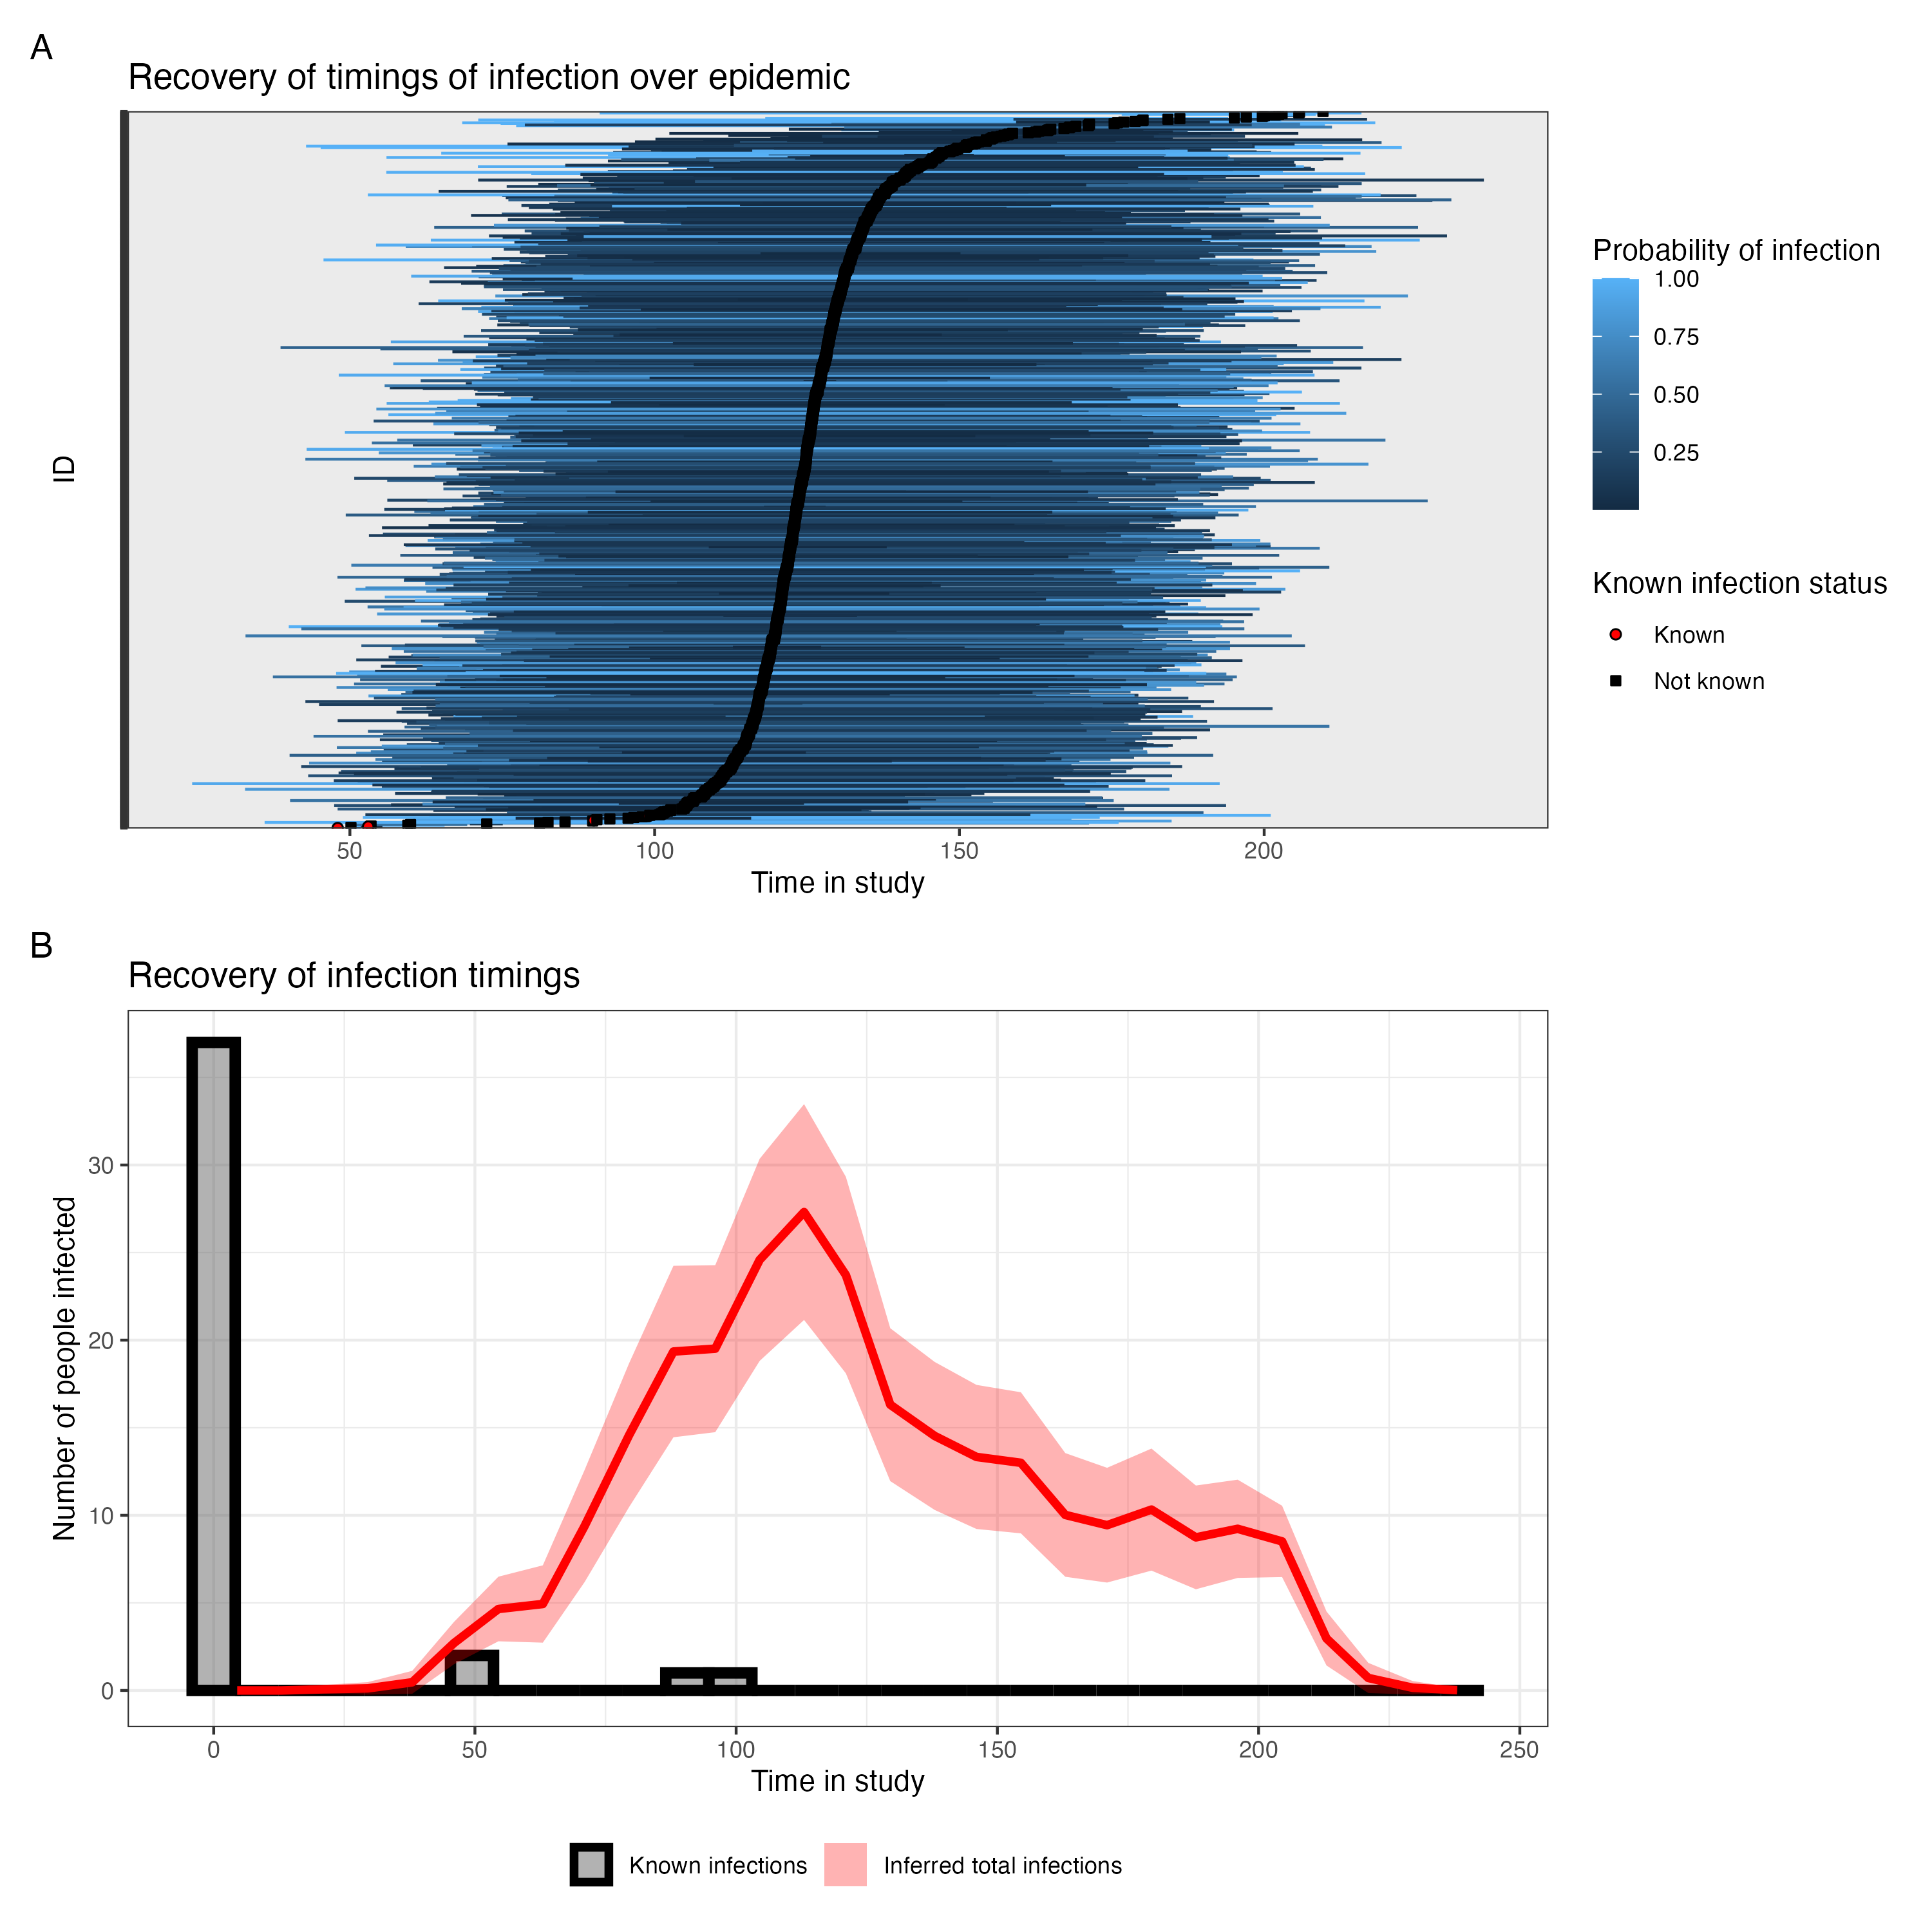 A
Recovery of timings of infection over epidemic
ID
50 100 150 200
Time in study
Probability of infection
1.00
0.75
0.50
0.25
Known infection status
Known
Not known
B
Recovery of infection timings
Number of people infected
30
20
10
0
0 50 100 150 200 250
Time in study
Known infections Inferred total infections